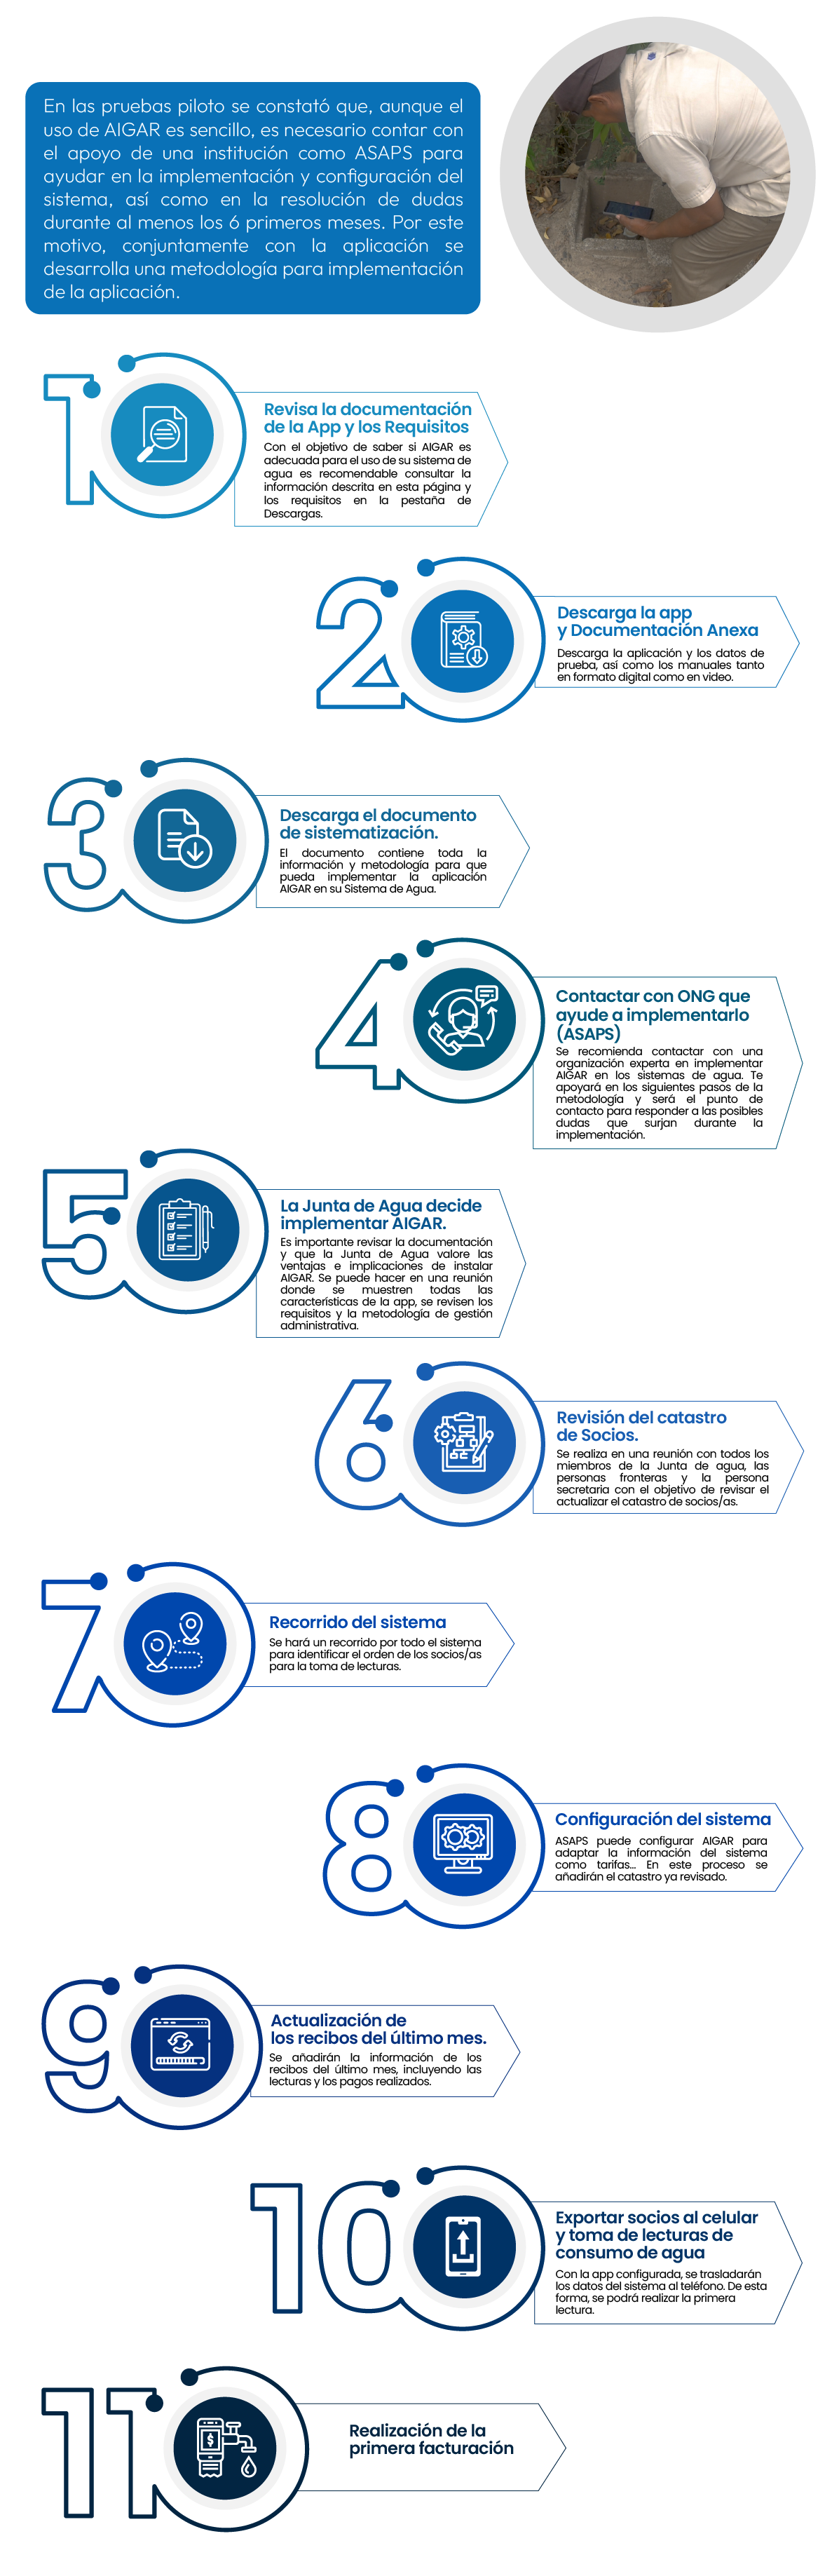 En las pruebas piloto se constató que, aunque el
uso de AIGAR es sencillo, es necesario contar con
el apoyo de una institución como ASAPS para
ayudar en la implementación y configuración del
sistema, así como en la resolución de dudas
durante al menos los 6 primeros meses. Por este
motivo, conjuntamente con la aplicación se
desarrolla una metodología para implementación
de la aplicación.
1
Revisa la documentación
de la App y los Requisitos
Con el objetivo de saber si AIGAR es
adecuada para el uso de su sistema de
agua es recomendable consultar la
información descrita en esta página y
los requisitos en la pestaña de
Descargas.
2
Descarga la app
y Documentación Anexa
Descarga la aplicación y los datos de
prueba, así como los manuales tanto
en formato digital como en video.
3
Descarga el documento
de sistematización.
El documento contiene toda la
información y metodología para que
pueda implementar la aplicación
AIGAR en su Sistema de Agua.
4
Contactar con ONG que
ayude a implementarlo
(ASAPS)
Se recomienda contactar con una
organización experta en implementar
AIGAR en los sistemas de agua. Te
apoyará en los siguientes pasos de la
metodología y será el punto de
contacto para responder a las posibles
dudas que surjan durante la
implementación.
5
La Junta de Agua decide
implementar AIGAR.
Es importante revisar la documentación
y que la Junta de Agua valore las
ventajas e implicaciones de instalar
AIGAR. Se puede hacer en una reunión
donde se muestren todas las
características de la app, se revisen los
requisitos y la metodología de gestión
administrativa.
6
Revisión del catastro
de Socios.
Se realiza en una reunión con todos los
miembros de la Junta de agua, las
personas fronteras y la persona
secretaria con el objetivo de revisar el
actualizar el catastro de socios/as.
7
Recorrido del sistema
Se hará un recorrido por todo el sistema
para identificar el orden de los socios/as
para la toma de lecturas.
8
Configuración del sistema
ASAPS puede configurar AIGAR para
adaptar la información del sistema
como tarifas... En este proceso se
añadirán el catastro ya revisado.
9
Actualización de
los recibos del último mes.
Se añadirán la información de los
recibos del último mes, incluyendo las
lecturas y los pagos realizados.
10
Exportar socios al celular
y toma de lecturas de
consumo de agua
Con la app configurada, se trasladarán
los datos del sistema al teléfono. De esta
forma, se podrá realizar la primera
lectura.
11
$
Realización de la
primera facturación